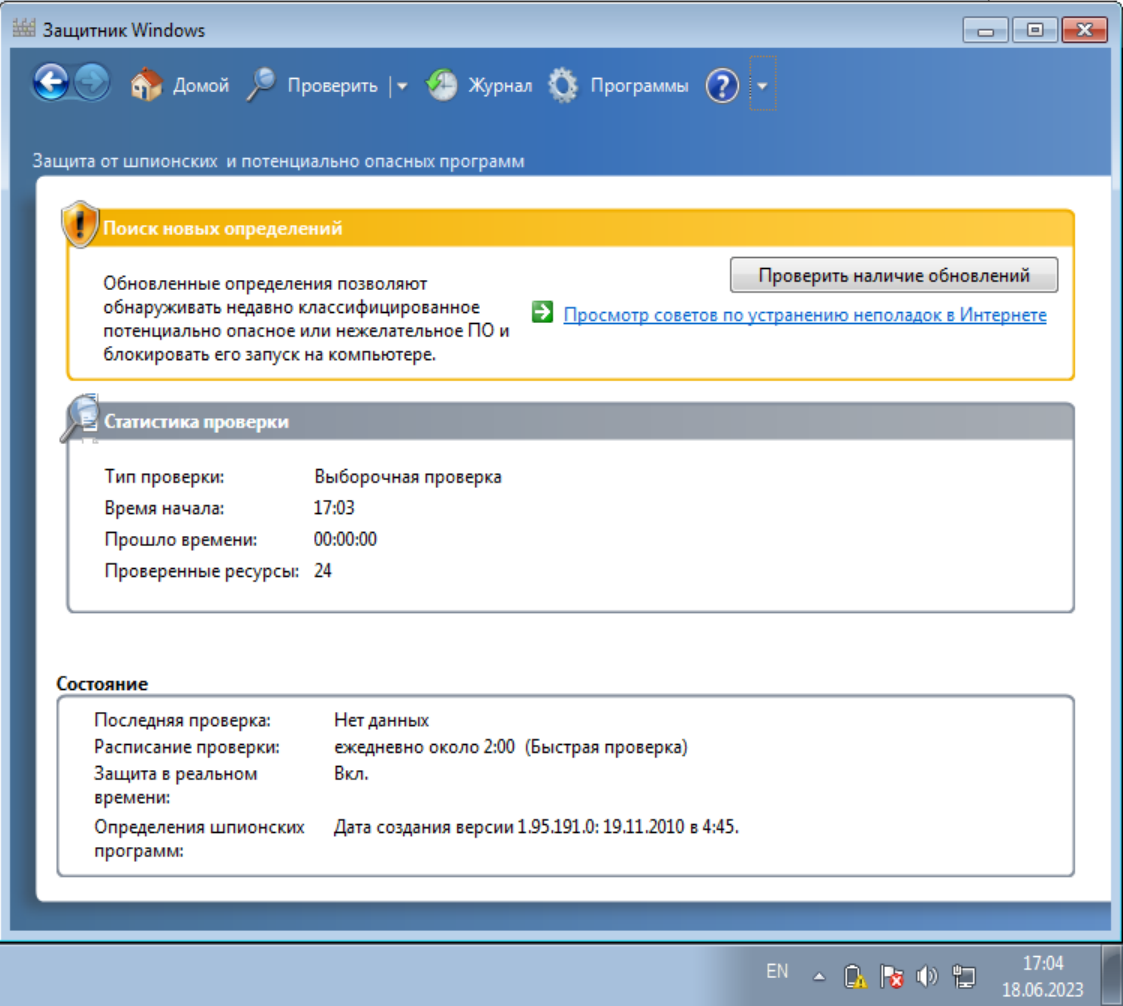 Защитник Windows
Домой Проверить Журнал Программы ?
Защита от шпионских и потенциально опасных программ
Поиск новых определений
Обновленные определения позволяют
обнаруживать недавно классифицированное
потенциально опасное или нежелательное ПО и
блокировать его запуск на компьютере.
Проверить наличие обновлений
Просмотр советов по устранению неполадок в Интернете
Статистика проверки
Тип проверки: Выборочная проверка
Время начала: 17:03
Прошло времени: 00:00:00
Проверенные ресурсы: 24
Состояние
Последняя проверка: Нет данных
Расписание проверки: ежедневно около 2:00 (Быстрая проверка)
Защита в реальном Вкл.
времени:
Определения шпионских Дата создания версии 1.95.191.0: 19.11.2010 в 4:45.
программ:
EN 17:04
18.06.2023